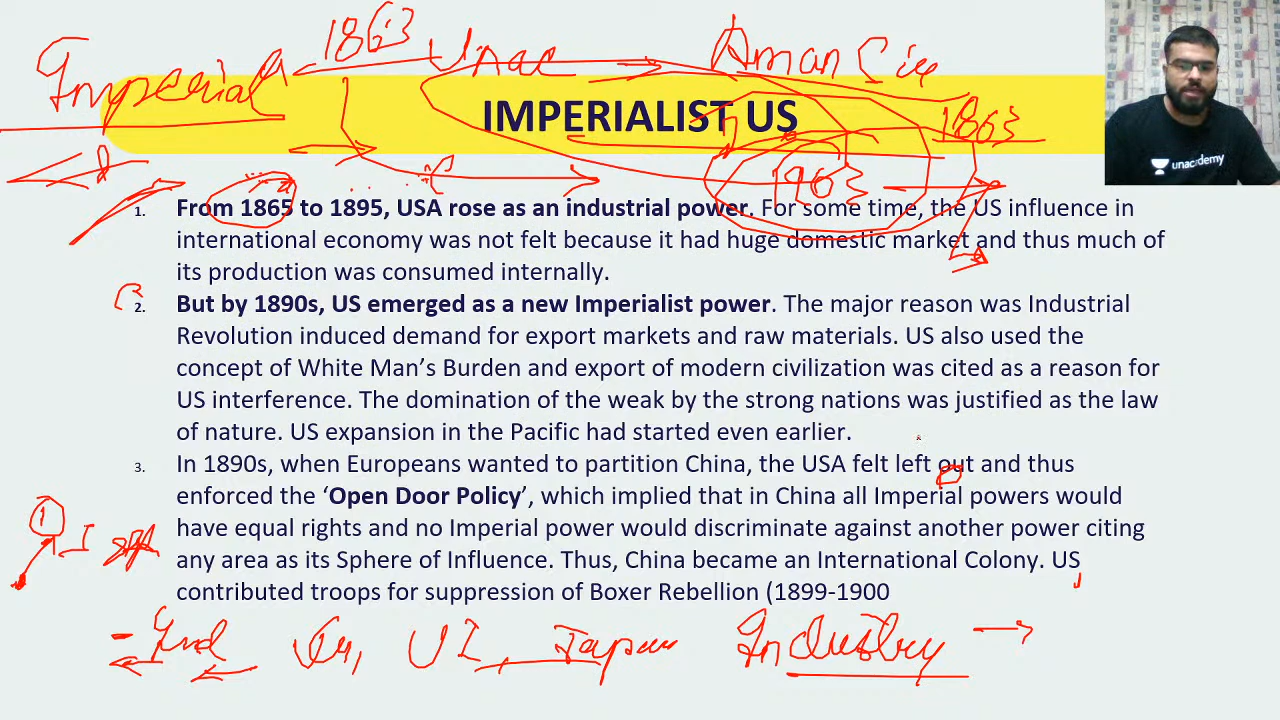 1863 Unac Aman Civ
Imperial
IMPERIALIST US
1863
1963
unacademy
1. From 1865 to 1895, USA rose as an industrial power. For some time, the US influence in
international economy was not felt because it had huge domestic market and thus much of
its production was consumed internally.
2. But by 1890s, US emerged as a new Imperialist power. The major reason was Industrial
Revolution induced demand for export markets and raw materials. US also used the
concept of White Man's Burden and export of modern civilization was cited as a reason for
US interference. The domination of the weak by the strong nations was justified as the law
of nature. US expansion in the Pacific had started even earlier.
3. In 1890s, when Europeans wanted to partition China, the USA felt left out and thus
enforced the ‘Open Door Policy’, which implied that in China all Imperial powers would
have equal rights and no Imperial power would discriminate against another power citing
any area as its Sphere of Influence. Thus, China became an International Colony. US
contributed troops for suppression of Boxer Rebellion (1899-1900
1
Japan Industry